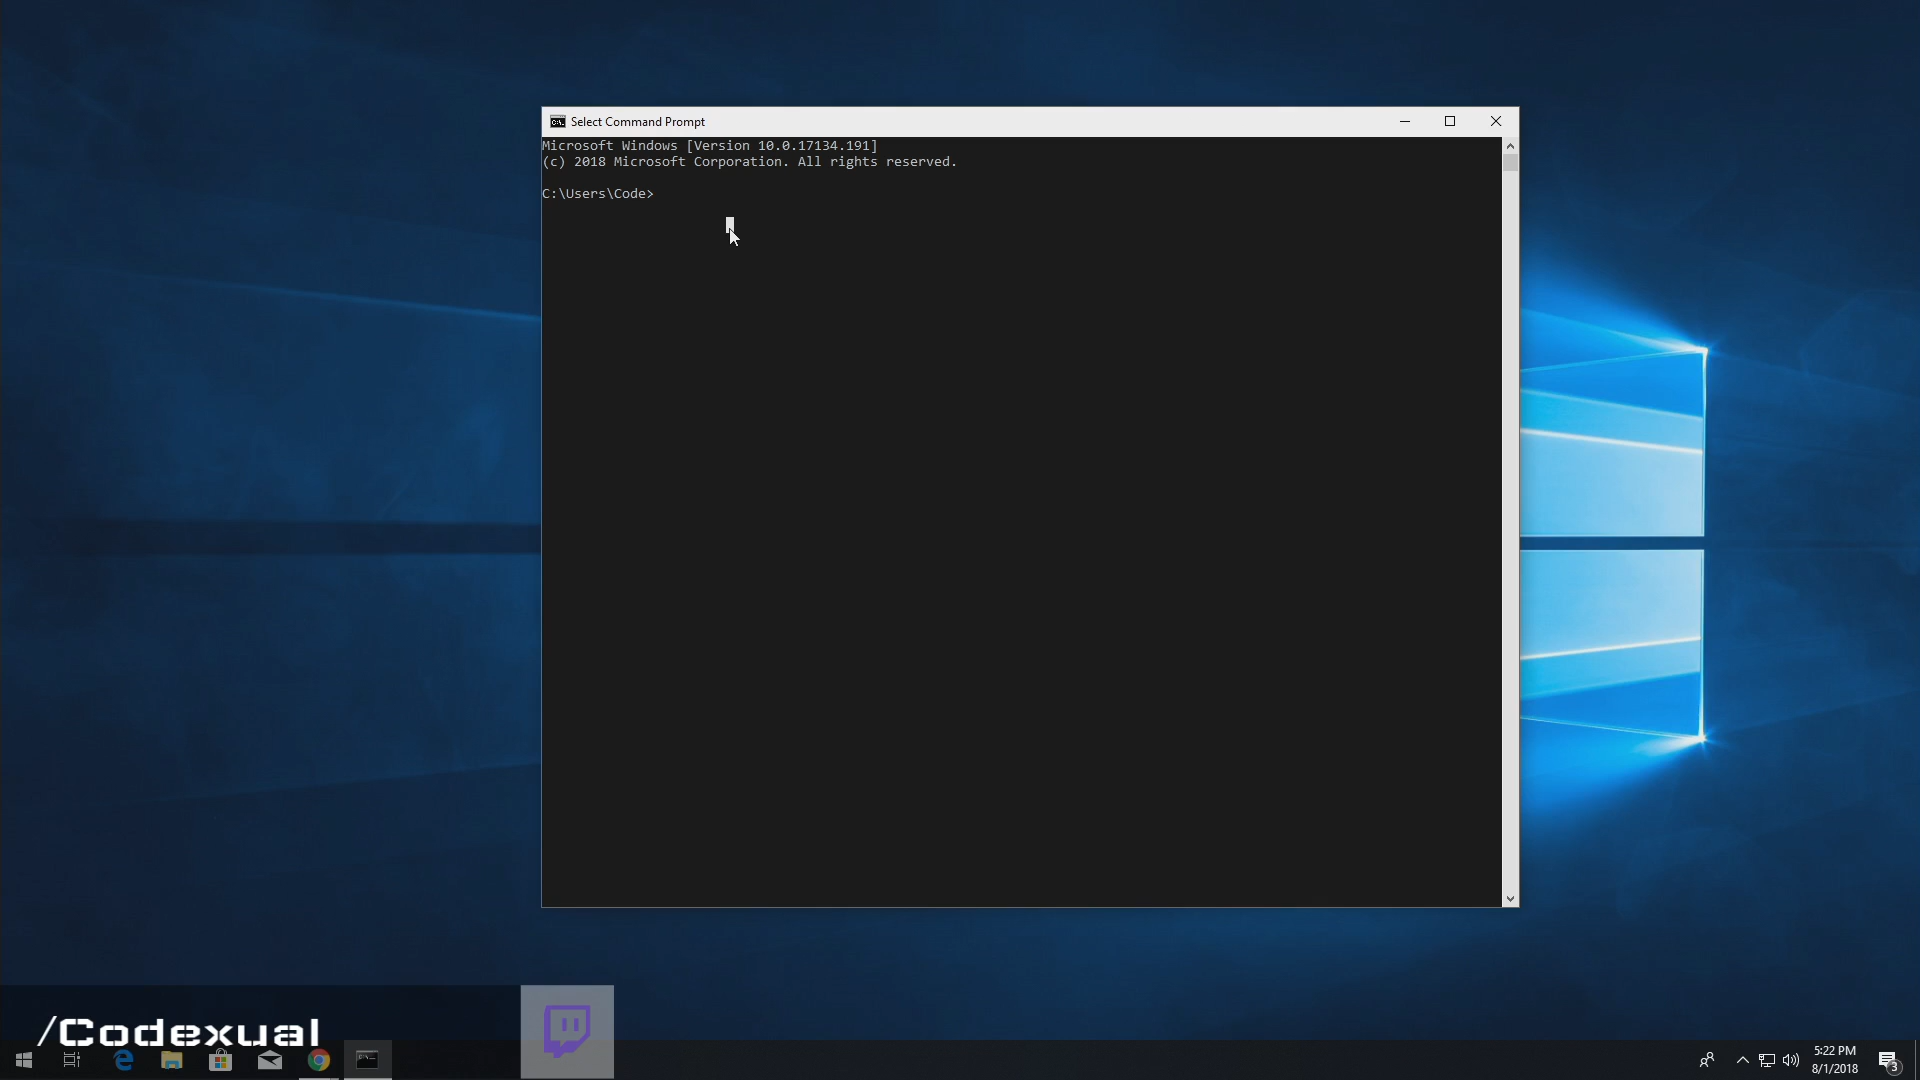 Select Command Prompt
Microsoft Windows [Version 10.0.17134.191]
(c) 2018 Microsoft Corporation. All rights reserved.
C:\Users\Code>
/Codexual
5:22 PM
8/1/2018
3